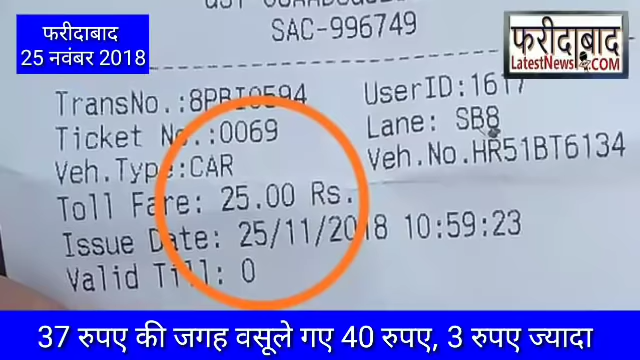 फरीदाबाद
25 नवंबर 2018
फरीदाबाद
LatestNews.COM
SAC-996749
TransNo.:8PBI0594 UserID:1617
Ticket No.:0069 Lane: SB8
Veh.Type:CAR Veh.No.HR51BT6134
Toll Fare: 25.00 Rs.
Issue Date: 25/11/2018 10:59:23
Valid Till: 0
37 रुपए की जगह वसूले गए 40 रुपए, 3 रुपए ज्यादा